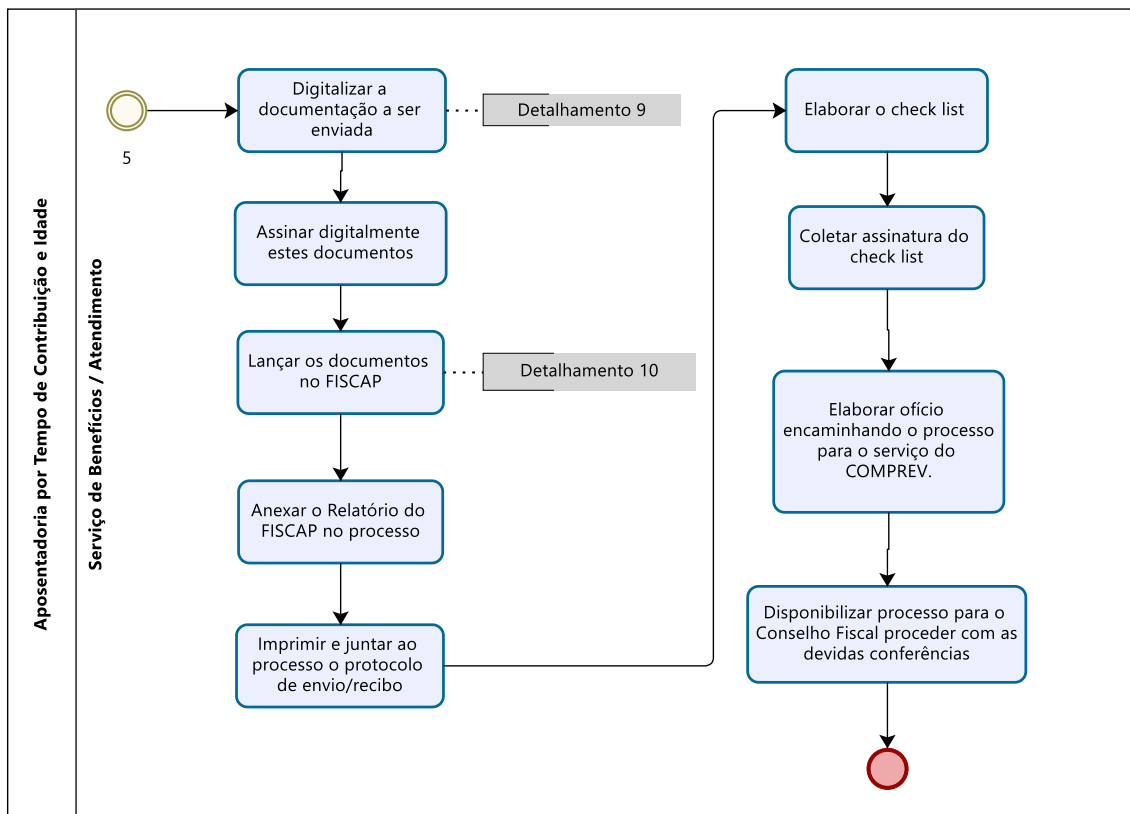 Aposentadoria por Tempo de Contribuição e Idade
Serviço de Benefícios / Atendimento
5
Digitalizar a
documentação a ser
enviada
Detalhamento 9
Assinar digitalmente
estes documentos
Lançar os documentos
no FISCAP
Detalhamento 10
Anexar o Relatório do
FISCAP no processo
Imprimir e juntar ao
processo o protocolo
de envio/recibo
Elaborar o check list
Coletar assinatura do
check list
Elaborar ofício
encaminhando o processo
para o serviço do
COMPREV.
Disponibilizar processo para o
Conselho Fiscal proceder com as
devidas conferências